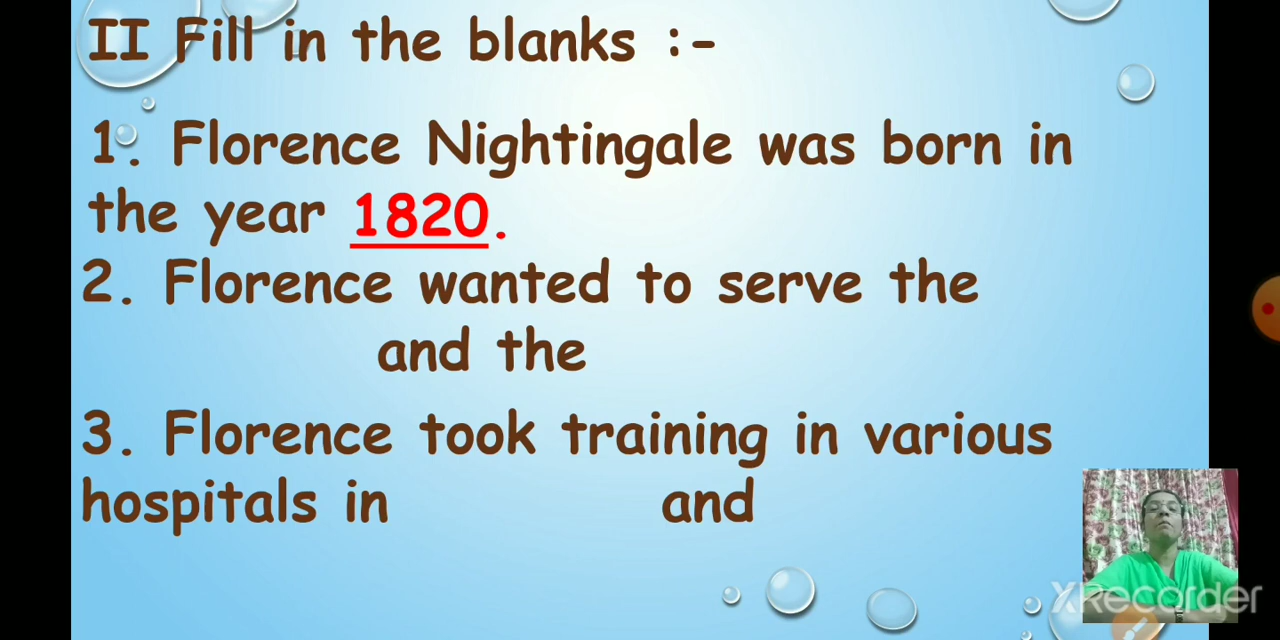 II Fill in the blanks :-
1. Florence Nightingale was born in
the year 1820.
2. Florence wanted to serve the
and the
3. Florence took training in various
hospitals in and
XRecorder